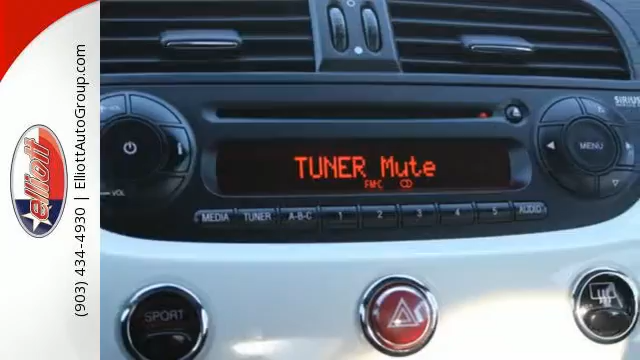 elliott
(903) 434-4930 | ElliottAutoGroup.com
SIRIUS
TUNER Mute
FMC
VOL
MENU
MEDIA TUNER A-B-C 1 2 3 4 5 AUDIO
SPORT